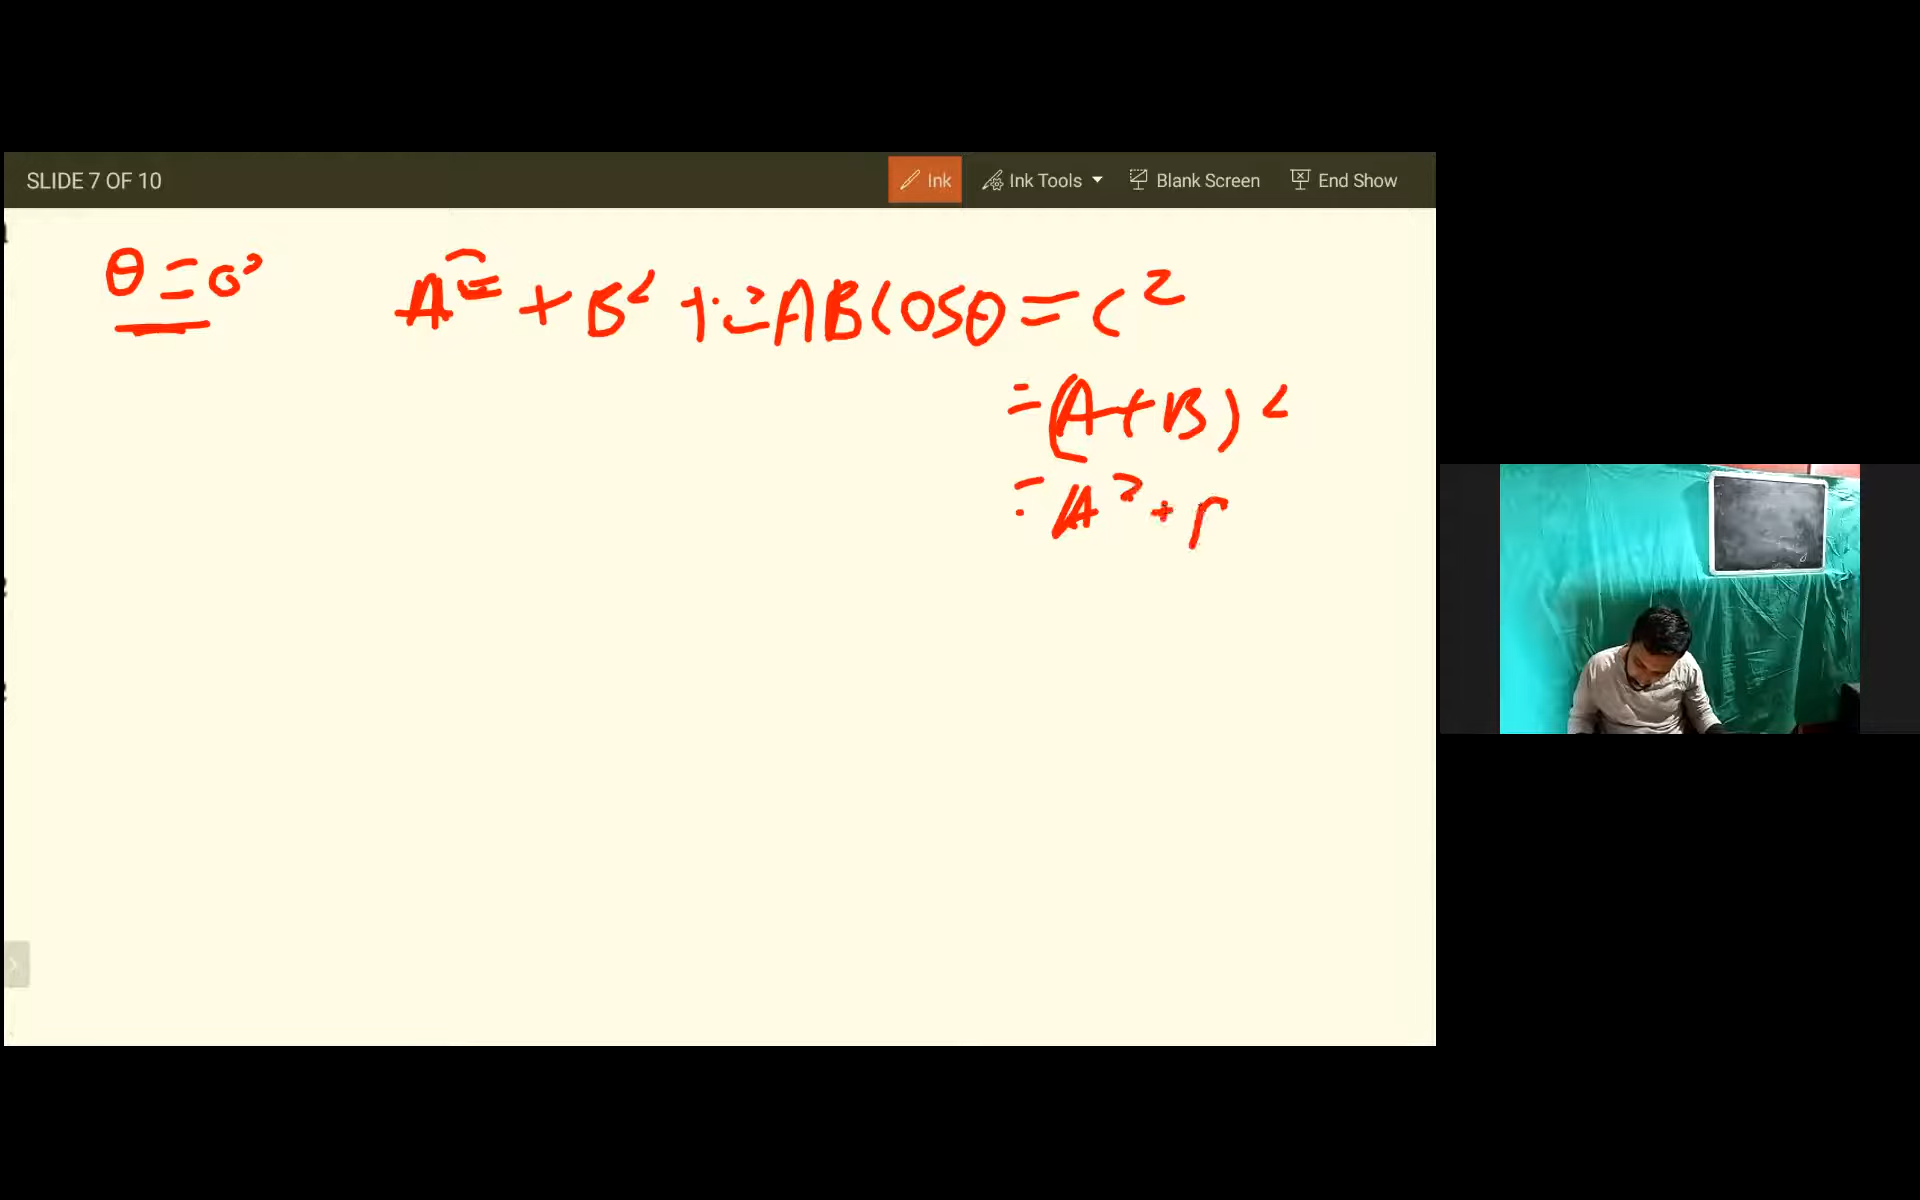 SLIDE 7 OF 10
Ink
Ink Tools
Blank Screen
End Show
θ = 0°
A² + B² + 2ABCOSθ = C²
= (A+B)²
= A² +